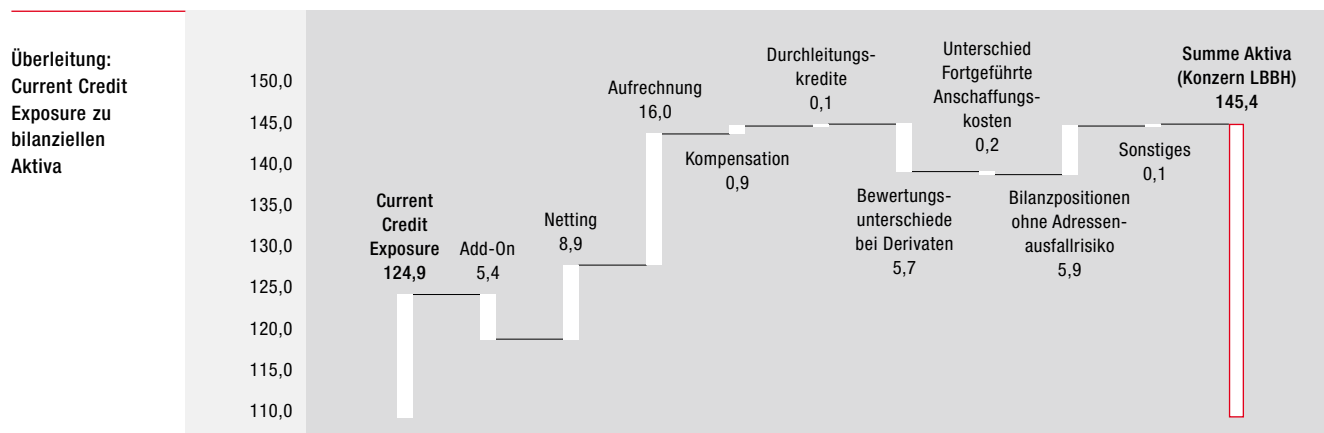 Überleitung:
Current Credit
Exposure zu
bilanziellen
Aktiva
150,0
145,0
140,0
135,0
130,0
125,0
120,0
115,0
110,0
Current
Credit
Exposure
124,9
Add-On
5,4
Netting
8,9
Aufrechnung
16,0
Kompensation
0,9
Durchleitungs-
kredite
0,1
Bewertungs-
unterschiede
bei Derivaten
5,7
Unterschied
Fortgeführte
Anschaffungs-
kosten
0,2
Bilanzpositionen
ohne Adressen-
ausfallrisiko
5,9
Sonstiges
0,1
Summe Aktiva
(Konzern LBBH)
145,4